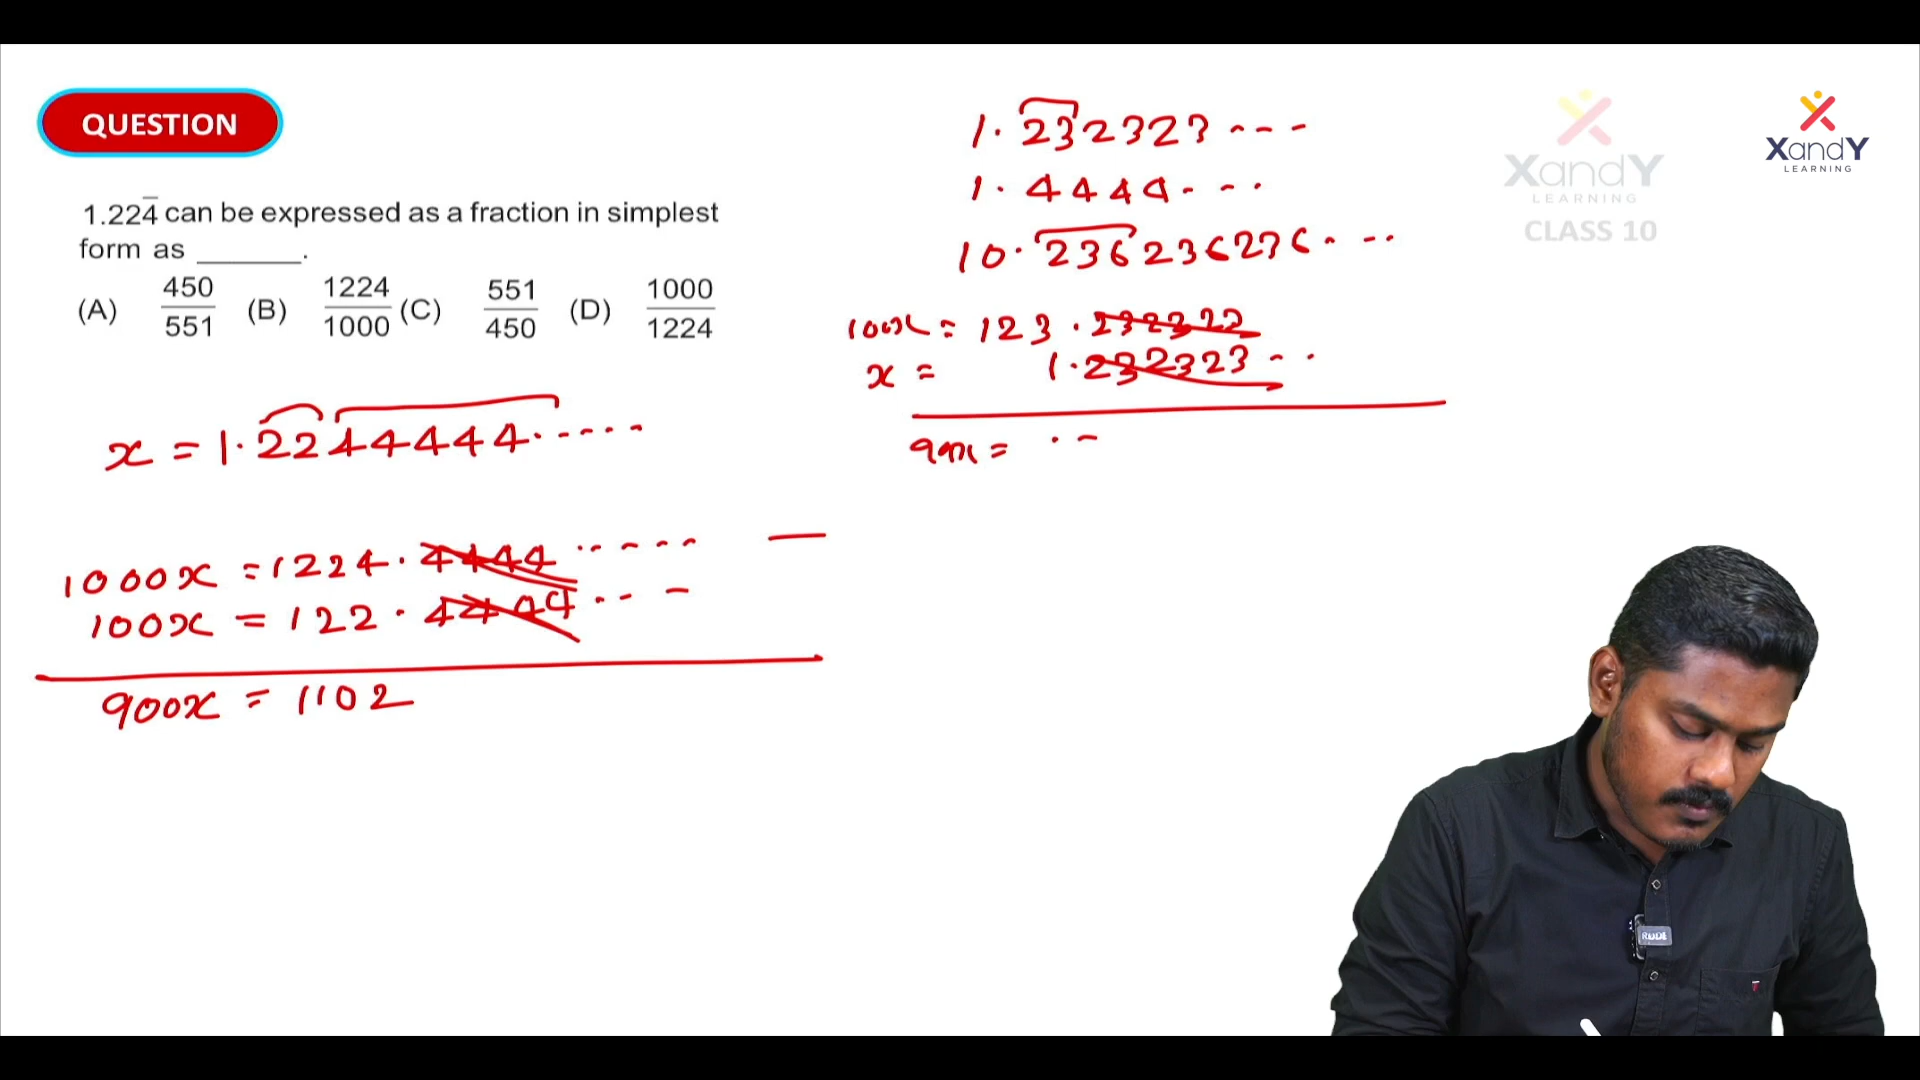 QUESTION
1.224̅ can be expressed as a fraction in simplest
form as ______.
(A) 450/551 (B) 1224/1000 (C) 551/450 (D) 1000/1224
x = 1.2244444.....
1000x = 1224.4444.....
100x = 122.4444...
900x = 1102
1.232323---
1.4444---
10.236236236---
100x = 123.232323
x = 1.232323--
99x = --
XandY
LEARNING
CLASS 10
XandY
LEARNING
RODE